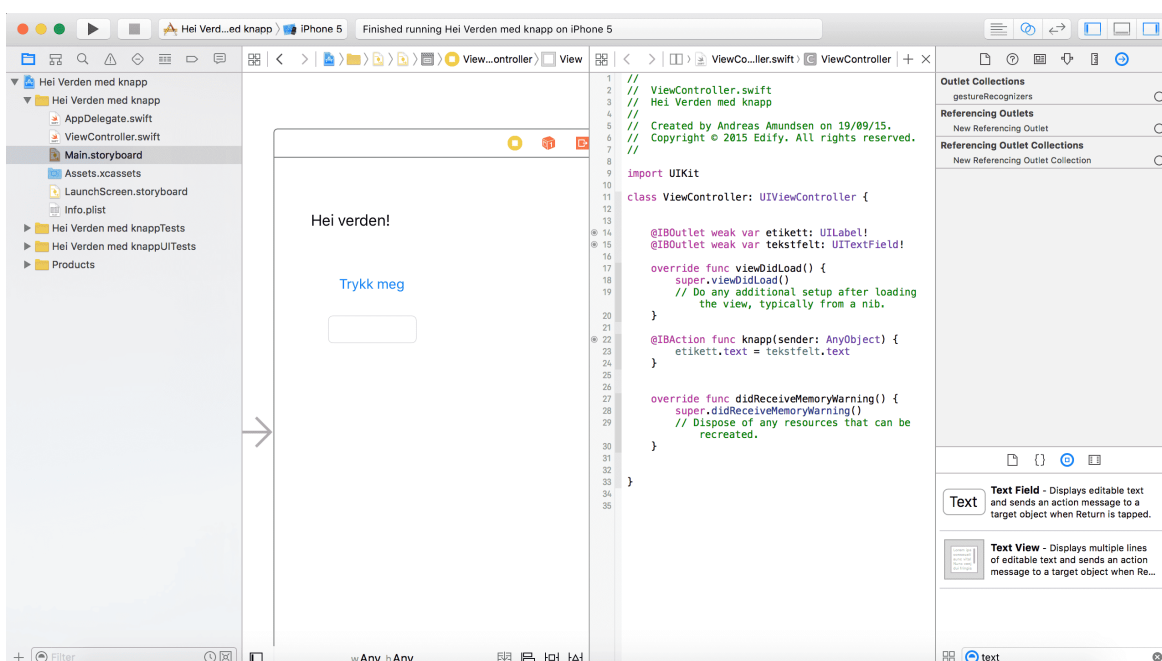 Hei Verd...ed knapp
iPhone 5
Finished running Hei Verden med knapp on iPhone 5
View...ontroller
View
ViewCo...ller.swift
ViewController
Hei Verden med knapp
Hei Verden med knapp
AppDelegate.swift
ViewController.swift
Main.storyboard
Assets.xcassets
LaunchScreen.storyboard
Info.plist
Hei Verden med knappTests
Hei Verden med knappUITests
Products
Filter
Hei verden!
Trykk meg
w Any h Any
1 //
2 // ViewController.swift
3 // Hei Verden med knapp
4 //
5 // Created by Andreas Amundsen on 19/09/15.
6 // Copyright © 2015 Edify. All rights reserved.
7 //
8
9 import UIKit
10
11 class ViewController: UIViewController {
12
13
14 @IBOutlet weak var etikett: UILabel!
15 @IBOutlet weak var tekstfelt: UITextField!
16
17 override func viewDidLoad() {
18 super.viewDidLoad()
19 // Do any additional setup after loading
the view, typically from a nib.
20 }
21
22 @IBAction func knapp(sender: AnyObject) {
23 etikett.text = tekstfelt.text
24 }
25
26
27 override func didReceiveMemoryWarning() {
28 super.didReceiveMemoryWarning()
29 // Dispose of any resources that can be
recreated.
30 }
31
32
33 }
34
35
Outlet Collections
gestureRecognizers
Referencing Outlets
New Referencing Outlet
Referencing Outlet Collections
New Referencing Outlet Collection
{}
Text
Text Field - Displays editable text
and sends an action message to a
target object when Return is tapped.
Text View - Displays multiple lines
of editable text and sends an action
message to a target object when Re...
text